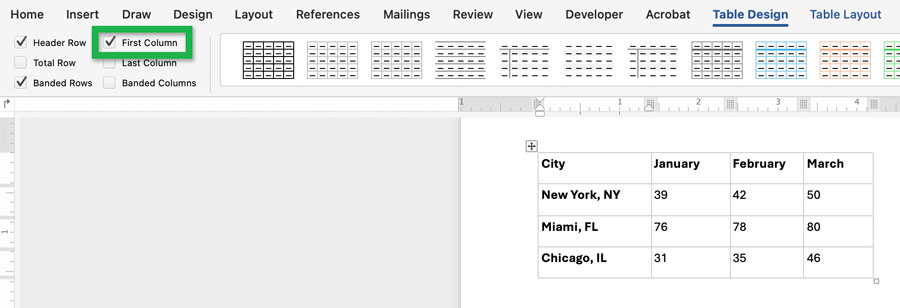 Home Insert Draw Design Layout References Mailings Review View Developer Acrobat Table Design Table Layout
Header Row First Column
Total Row Last Column
Banded Rows Banded Columns
1 1 2 3 4
1
City January February March
New York, NY 39 42 50
Miami, FL 76 78 80
Chicago, IL 31 35 46